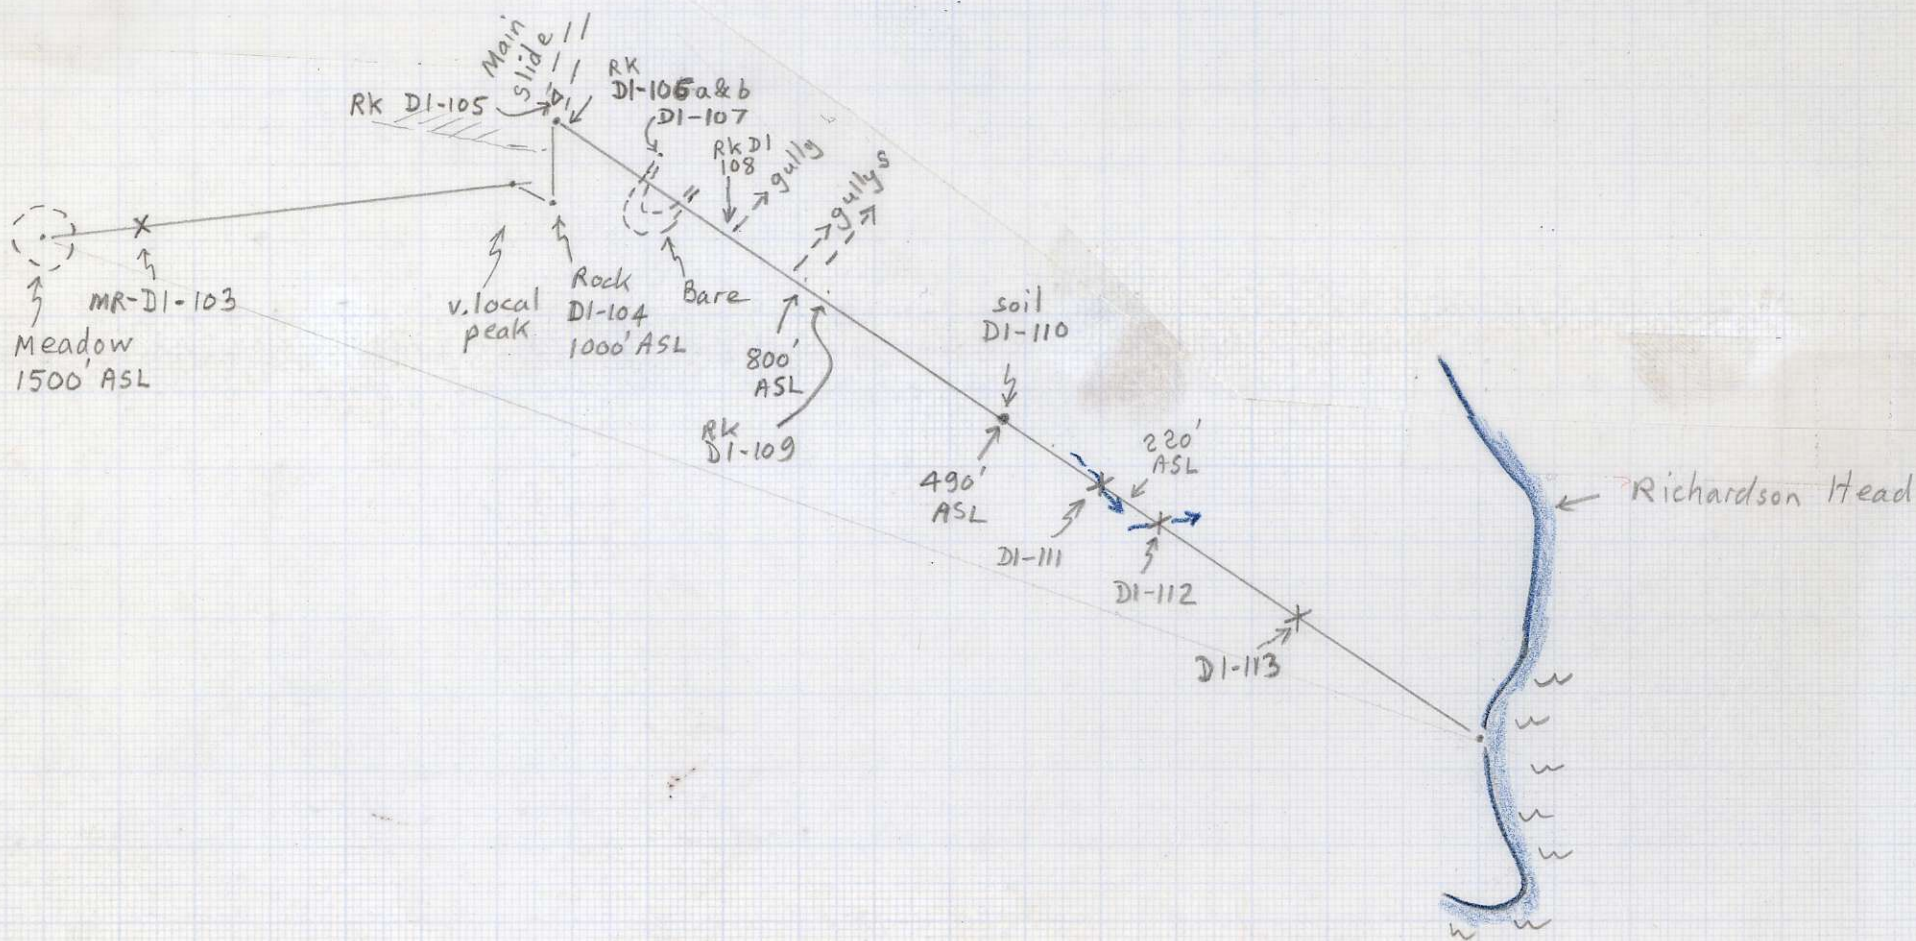 Main
slide
RK
DI-106 a & b
DI-107
RK DI-105
RK DI
108
gully
gullys
MR-DI-103
Meadow
1500' ASL
v. local
peak
Rock
DI-104
1000' ASL
Bare
800'
ASL
RK
DI-109
soil
DI-110
490'
ASL
220'
ASL
DI-111
DI-112
DI-113
Richardson Head